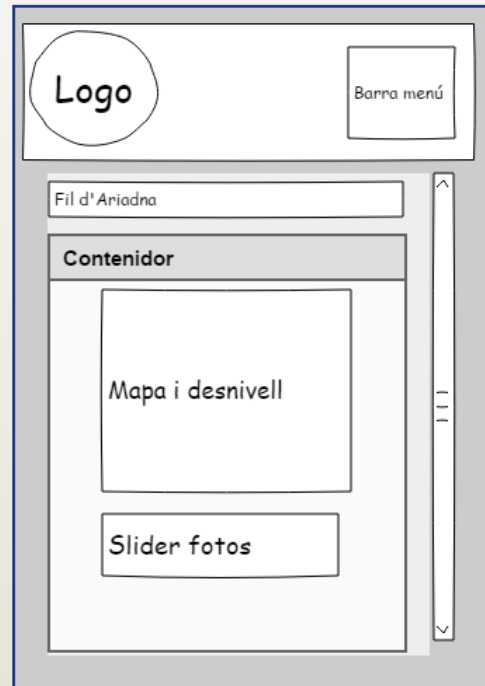 Logo
Barra menú
Fil d'Ariadna
Contenidor
Mapa i desnivell
Slider fotos